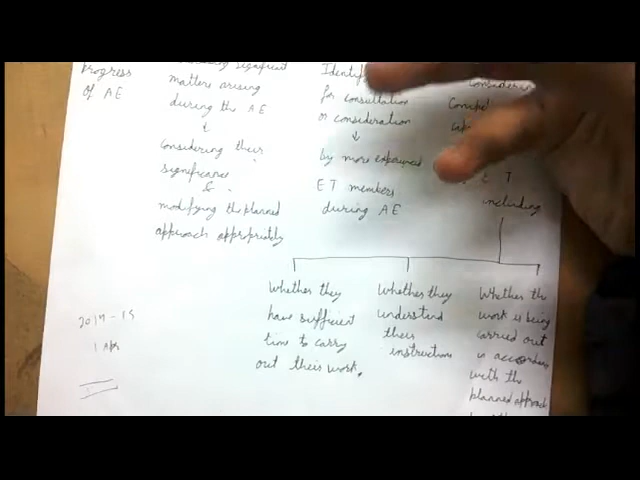 progress
of AE
significant
matters arising
during the AE
&
considering their
significance
&
modifying the planned
approach appropriately
Identify
for consultation
or consideration
↓
by more experienced
ET members
during AE
Considering
T
including
Whether they
have sufficient
time to carry
out their work.
Whether they
understand
their
instructions
Whether the
work is being
carried out
in accordance
with the
planned approach
1 Apr